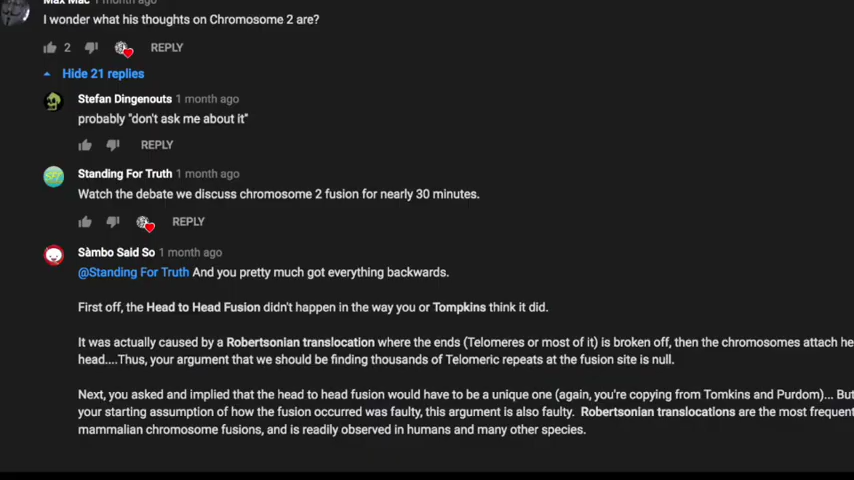 Max Mac 1 month ago
I wonder what his thoughts on Chromosome 2 are?
2 REPLY
Hide 21 replies
Stefan Dingenouts 1 month ago
probably "don't ask me about it"
REPLY
Standing For Truth 1 month ago
Watch the debate we discuss chromosome 2 fusion for nearly 30 minutes.
REPLY
Sàmbo Said So 1 month ago
@Standing For Truth And you pretty much got everything backwards.
First off, the Head to Head Fusion didn't happen in the way you or Tompkins think it did.
It was actually caused by a Robertsonian translocation where the ends (Telomeres or most of it) is broken off, then the chromosomes attach he
head....Thus, your argument that we should be finding thousands of Telomeric repeats at the fusion site is null.
Next, you asked and implied that the head to head fusion would have to be a unique one (again, you're copying from Tomkins and Purdom)... But
your starting assumption of how the fusion occurred was faulty, this argument is also faulty. Robertsonian translocations are the most frequent
mammalian chromosome fusions, and is readily observed in humans and many other species.